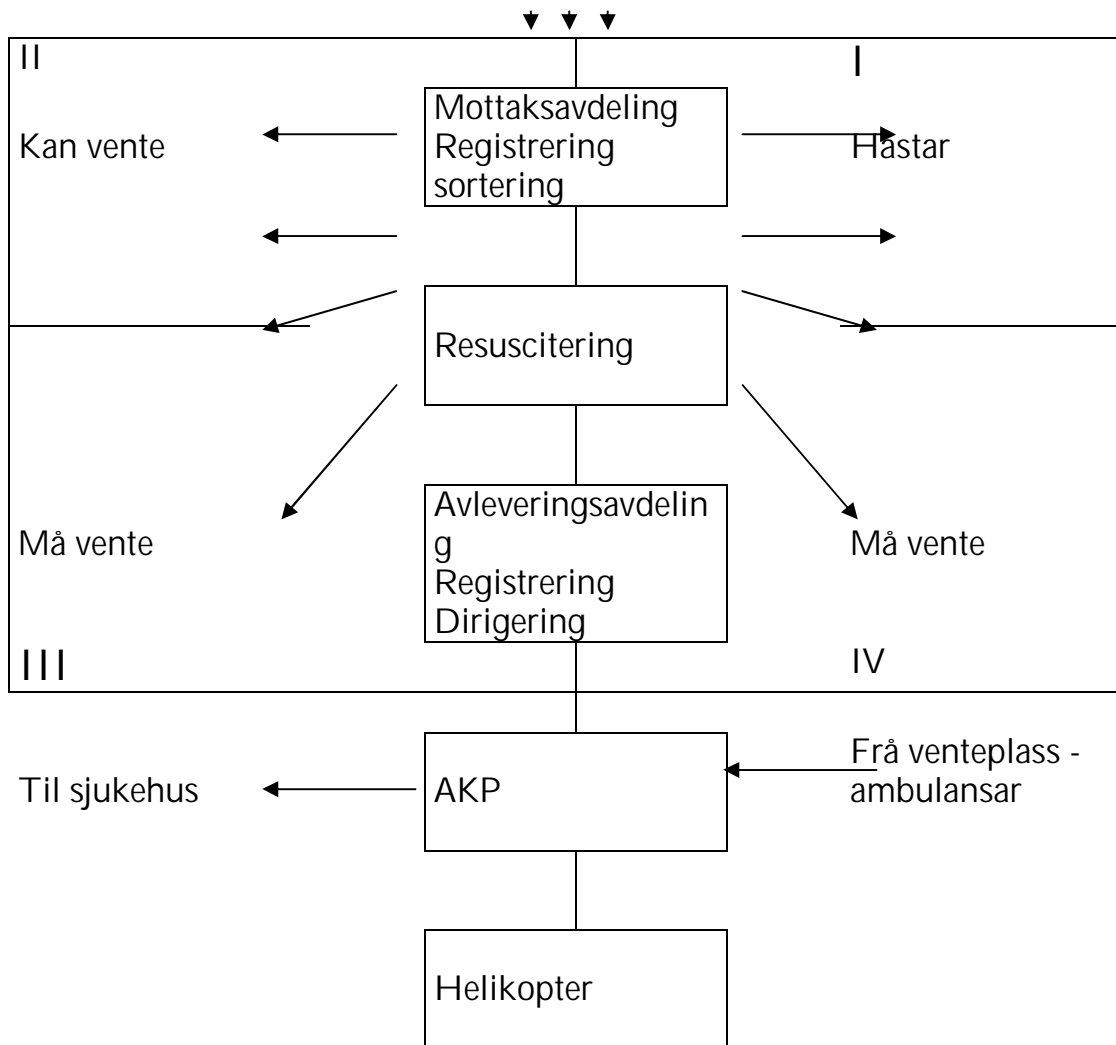 II
I
Mottaksavdeling
Registrering
sortering
Kan vente
Hastar
Resuscitering
Avleveringsavdelin
g
Registrering
Dirigering
Må vente
Må vente
III
IV
Frå venteplass -
ambulansar
Til sjukehus
AKP
Helikopter